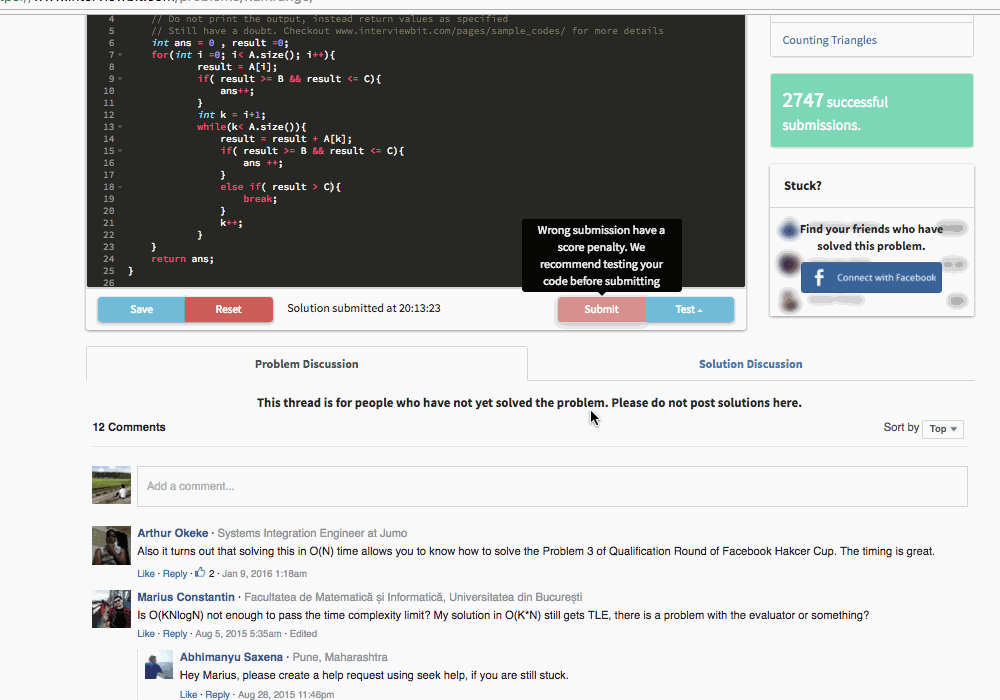 4 // Do not print the output, instead return values as specified
5 // Still have a doubt. Checkout www.interviewbit.com/pages/sample_codes/ for more details
6 int ans = 0 , result =0;
7 for(int i =0; i< A.size(); i++){
8 result = A[i];
9 if( result >= B && result <= C){
10 ans++;
11 }
12 int k = i+1;
13 while(k< A.size()){
14 result = result + A[k];
15 if( result >= B && result <= C){
16 ans ++;
17 }
18 else if( result > C){
19 break;
20 }
21 k++;
22 }
23 }
24 return ans;
25 }
26
Counting Triangles
2747 successful
submissions.
Stuck?
Find your friends who have
solved this problem.
f Connect with Facebook
Wrong submission have a
score penalty. We
recommend testing your
code before submitting
Save Reset Solution submitted at 20:13:23 Submit Test
Problem Discussion Solution Discussion
This thread is for people who have not yet solved the problem. Please do not post solutions here.
12 Comments Sort by Top
Add a comment...
Arthur Okeke · Systems Integration Engineer at Jumo
Also it turns out that solving this in O(N) time allows you to know how to solve the Problem 3 of Qualification Round of Facebook Hakcer Cup. The timing is great.
Like · Reply · 2 · Jan 9, 2016 1:18am
Marius Constantin · Facultatea de Matematică și Informatică, Universitatea din București
Is O(KNlogN) not enough to pass the time complexity limit? My solution in O(K*N) still gets TLE, there is a problem with the evaluator or something?
Like · Reply · Aug 5, 2015 5:35am · Edited
Abhimanyu Saxena · Pune, Maharashtra
Hey Marius, please create a help request using seek help, if you are still stuck.
Like · Reply · Aug 28, 2015 11:46pm